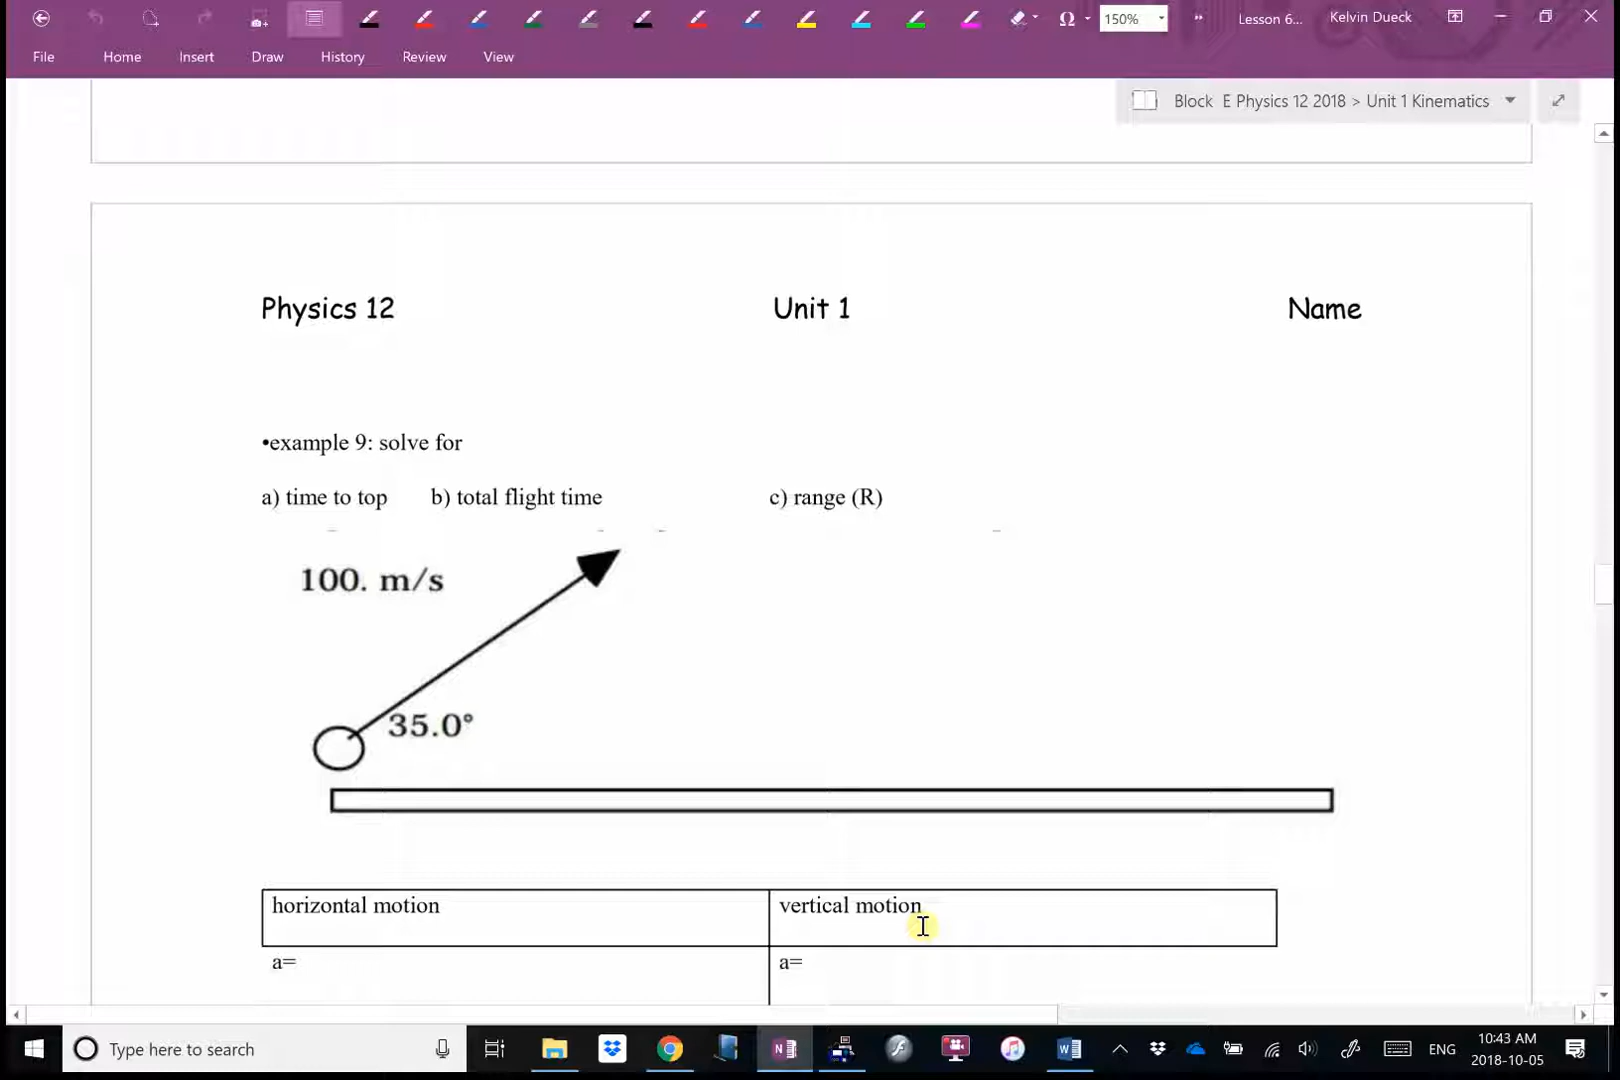 150%
Lesson 6...
Kelvin Dueck
File Home Insert Draw History Review View
Block E Physics 12 2018 > Unit 1 Kinematics
Physics 12 Unit 1 Name
•example 9: solve for
a) time to top b) total flight time c) range (R)
100. m/s
35.0°
horizontal motion vertical motion
a= a=
Type here to search
ENG
10:43 AM
2018-10-05